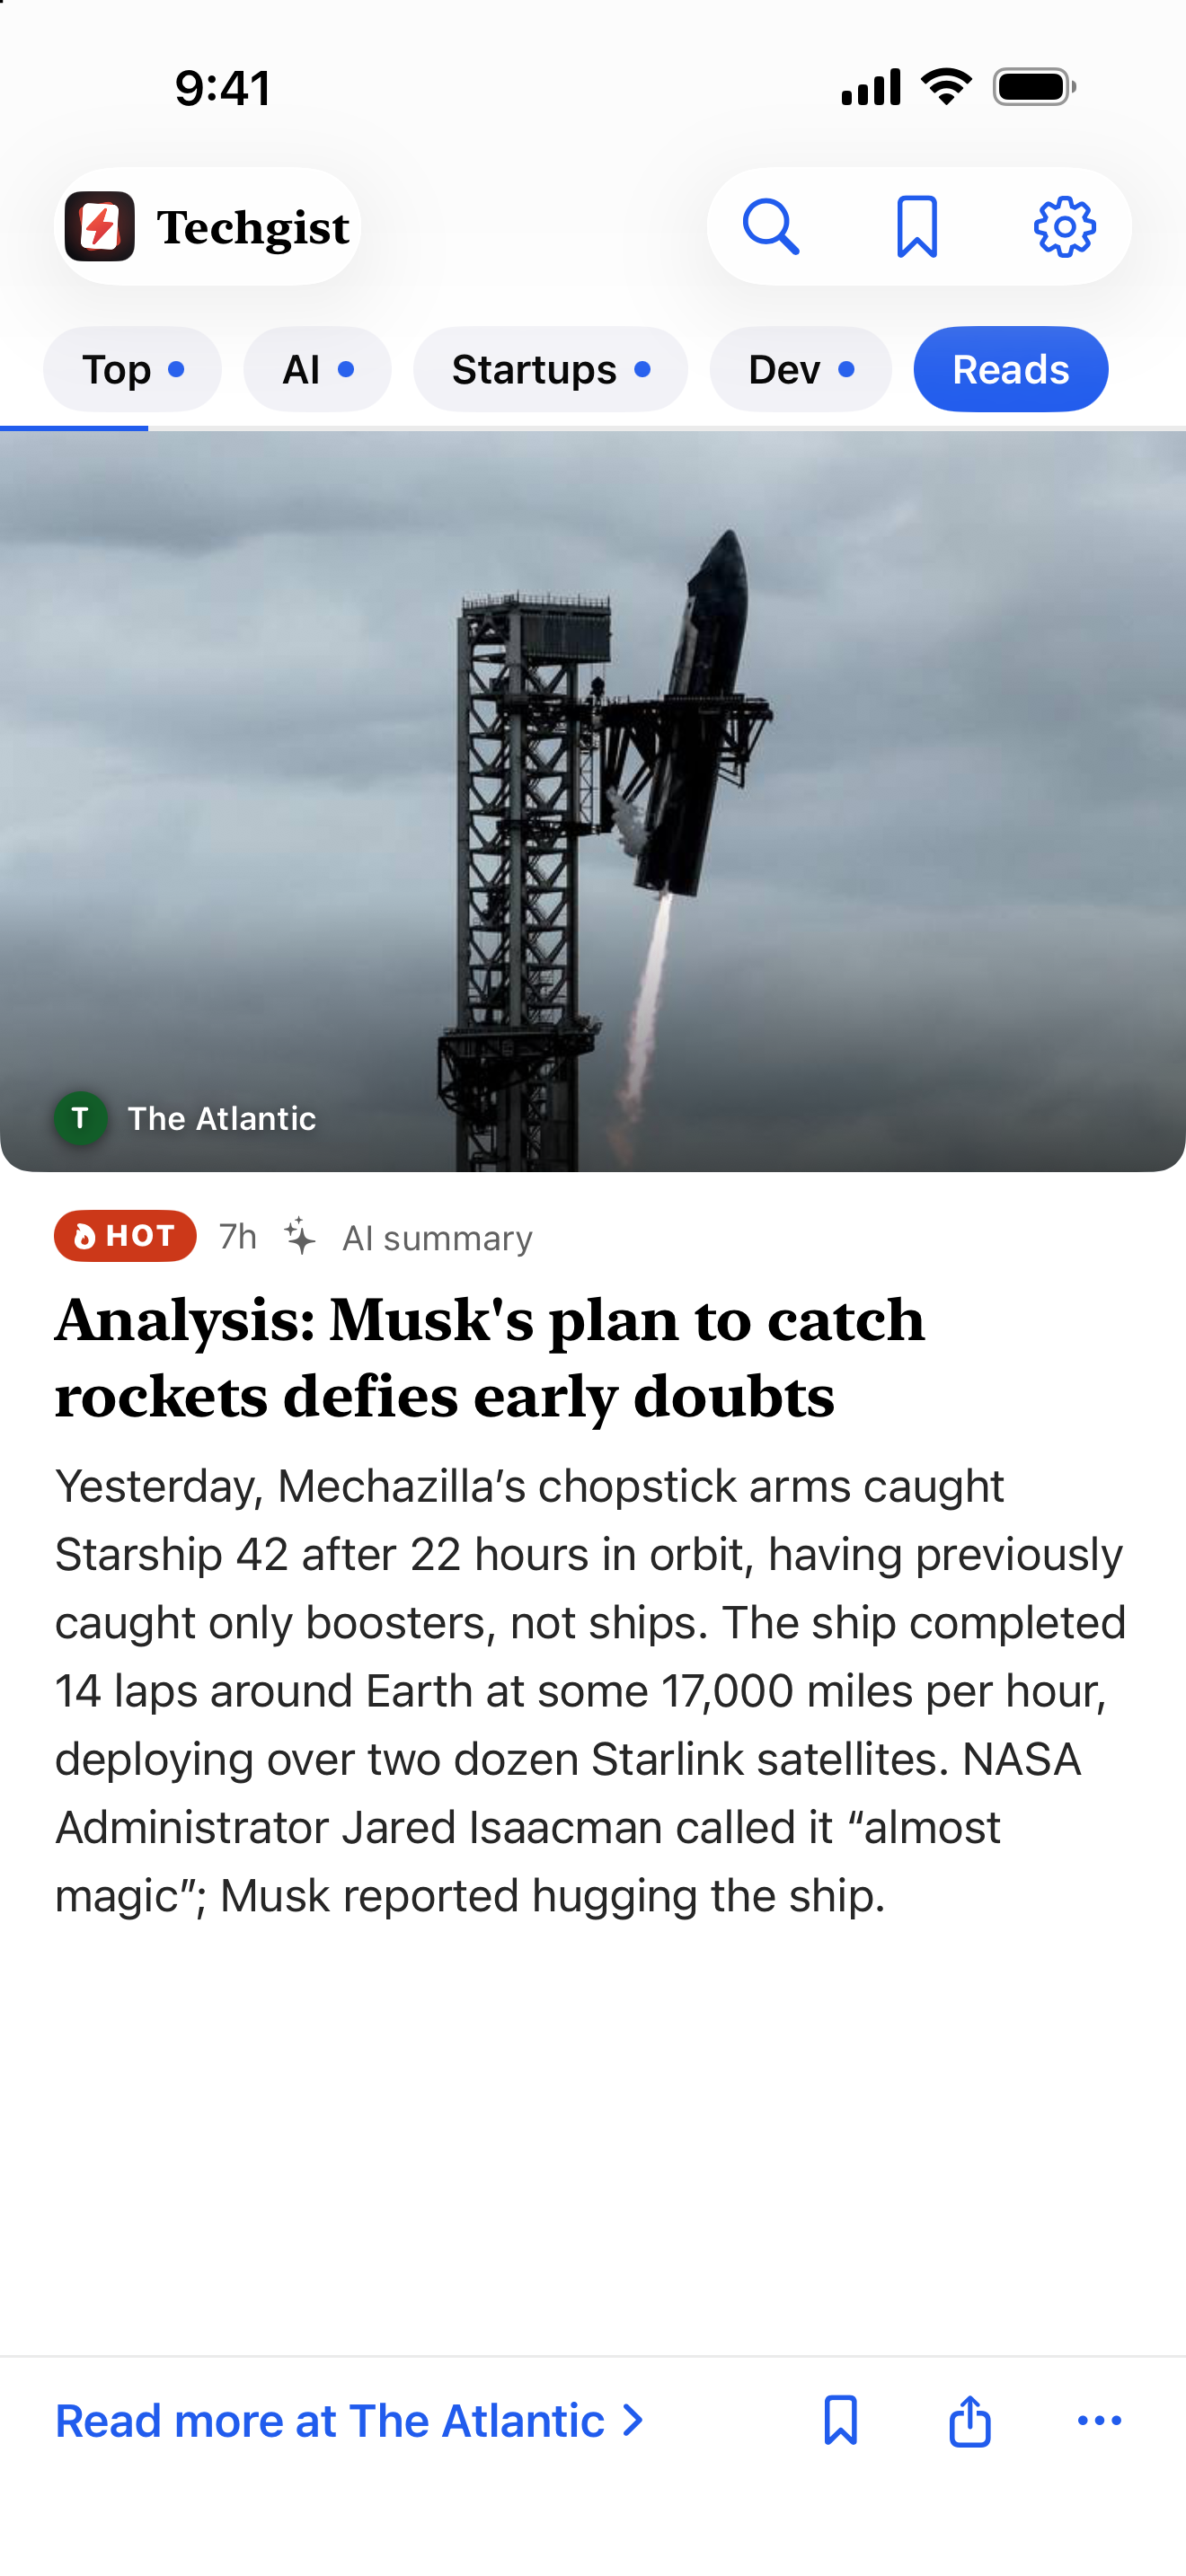 9:41
Techgist
Top
AI
Startups
Dev
Reads
T The Atlantic
HOT 7h AI summary
Analysis: Musk's plan to catch
rockets defies early doubts
Yesterday, Mechazilla’s chopstick arms caught
Starship 42 after 22 hours in orbit, having previously
caught only boosters, not ships. The ship completed
14 laps around Earth at some 17,000 miles per hour,
deploying over two dozen Starlink satellites. NASA
Administrator Jared Isaacman called it “almost
magic”; Musk reported hugging the ship.
Read more at The Atlantic